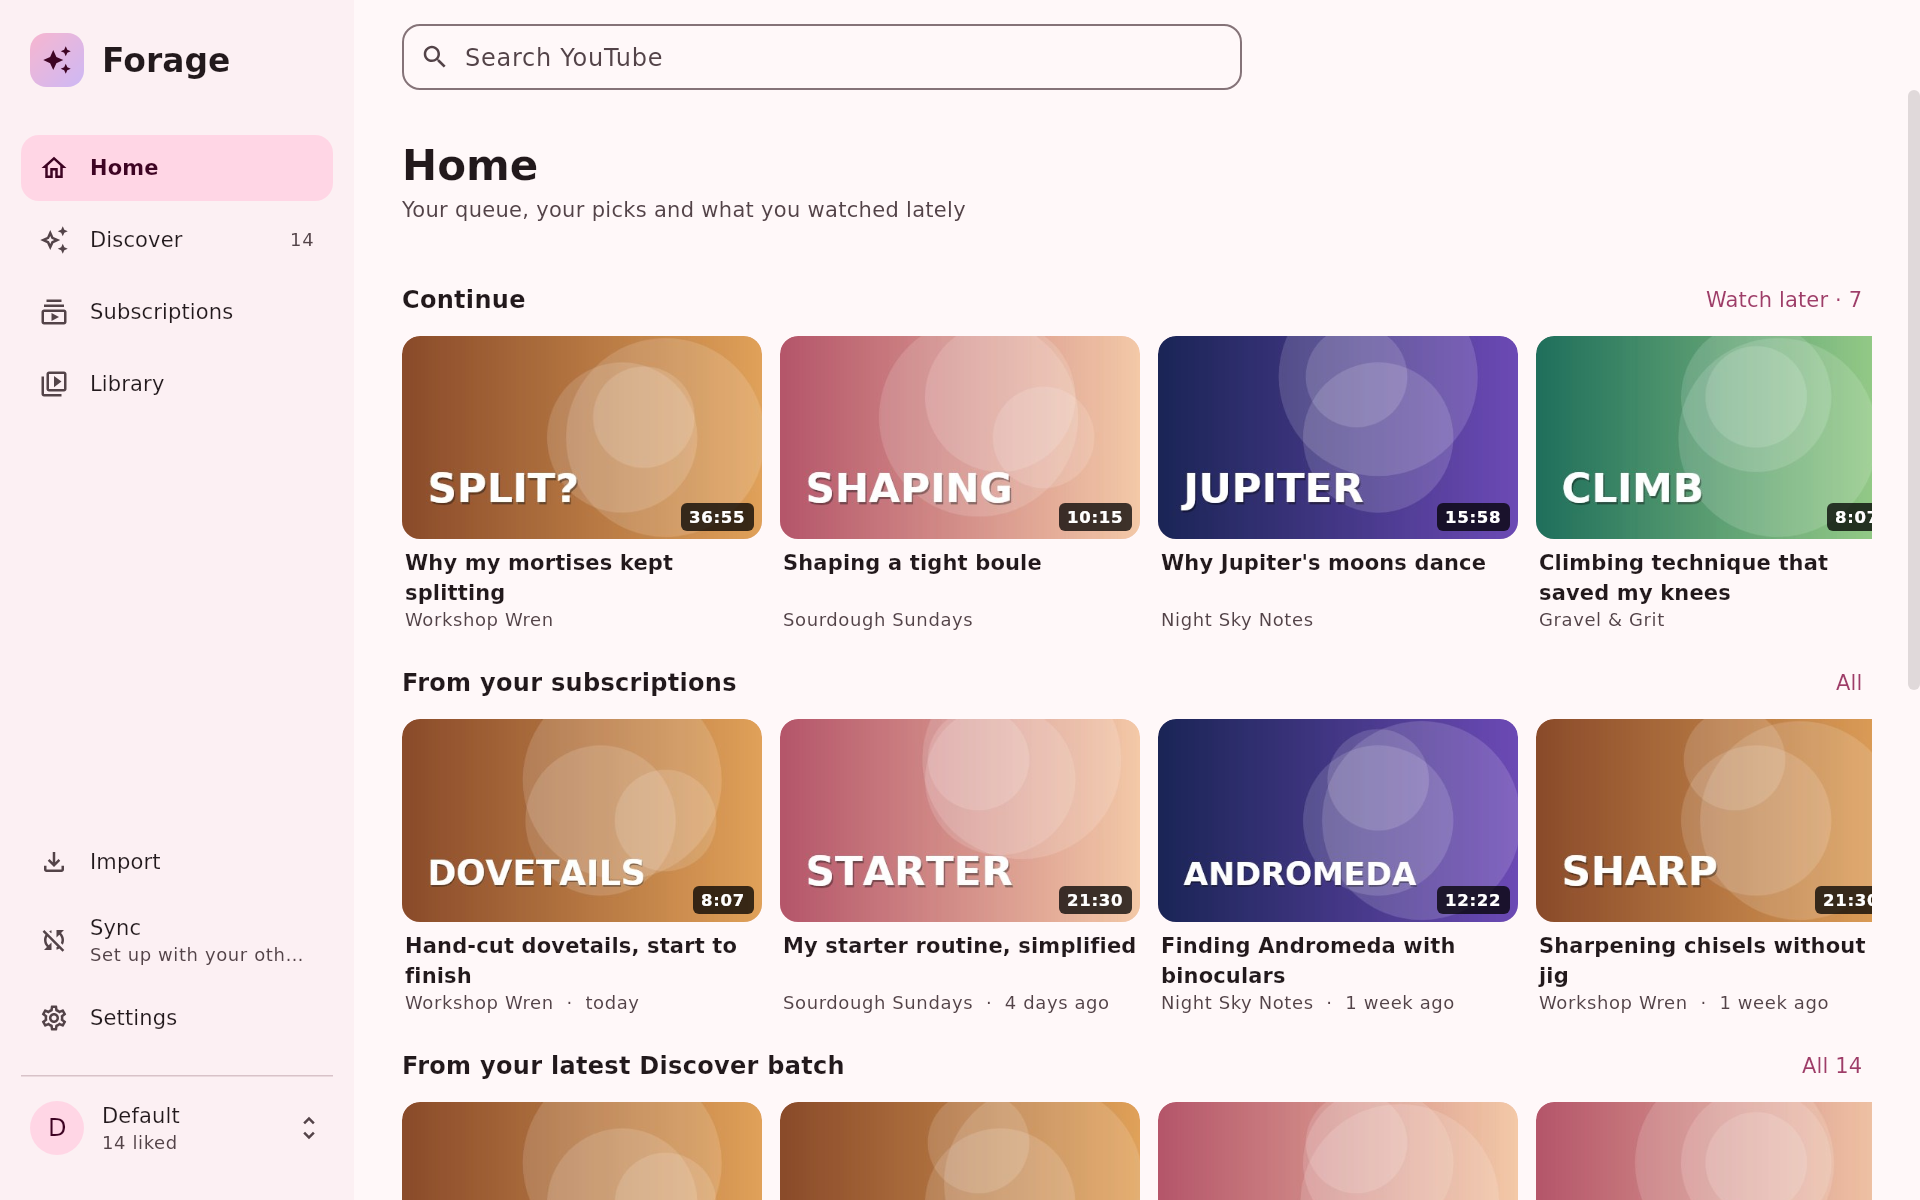 Forage
Home
Discover
14
Subscriptions
Library
Import
Sync
Set up with your oth...
Settings
D
Default
14 liked
Search YouTube
Home
Your queue, your picks and what you watched lately
Continue
Watch later · 7
SPLIT?
36:55
Why my mortises kept
splitting
Workshop Wren
SHAPING
10:15
Shaping a tight boule
Sourdough Sundays
JUPITER
15:58
Why Jupiter's moons dance
Night Sky Notes
CLIMB
8:07
Climbing technique that
saved my knees
Gravel & Grit
From your subscriptions
All
DOVETAILS
8:07
Hand-cut dovetails, start to
finish
Workshop Wren · today
STARTER
21:30
My starter routine, simplified
Sourdough Sundays · 4 days ago
ANDROMEDA
12:22
Finding Andromeda with
binoculars
Night Sky Notes · 1 week ago
SHARP
21:30
Sharpening chisels without
jig
Workshop Wren · 1 week ago
From your latest Discover batch
All 14